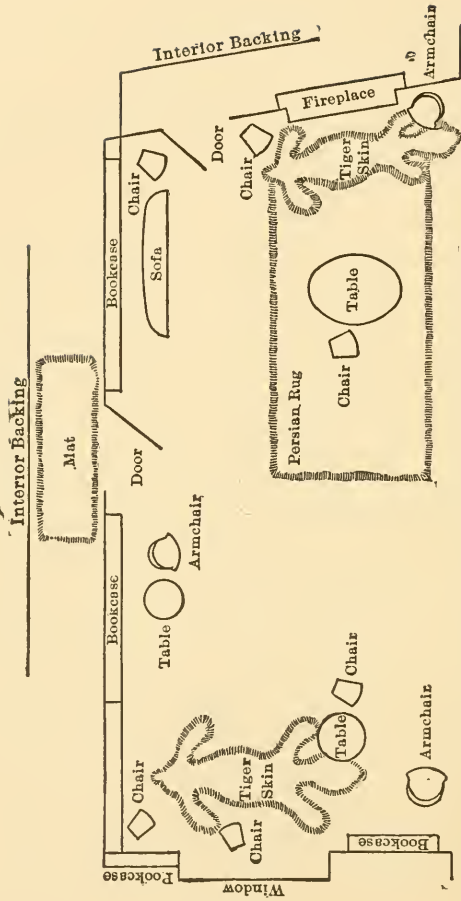 Interior Backing
Mat
Interior Backing
Bookcase
Bookcase
Bookcase
Chair
Table
Armchair
Door
Sofa
Chair
Door
Chair
Fireplace
Tiger
Skin
Chair
Window
Persian Rug
Tiger
Skin
Chair
Table
Table
Chair
Armchair
Bookcase
Armchair